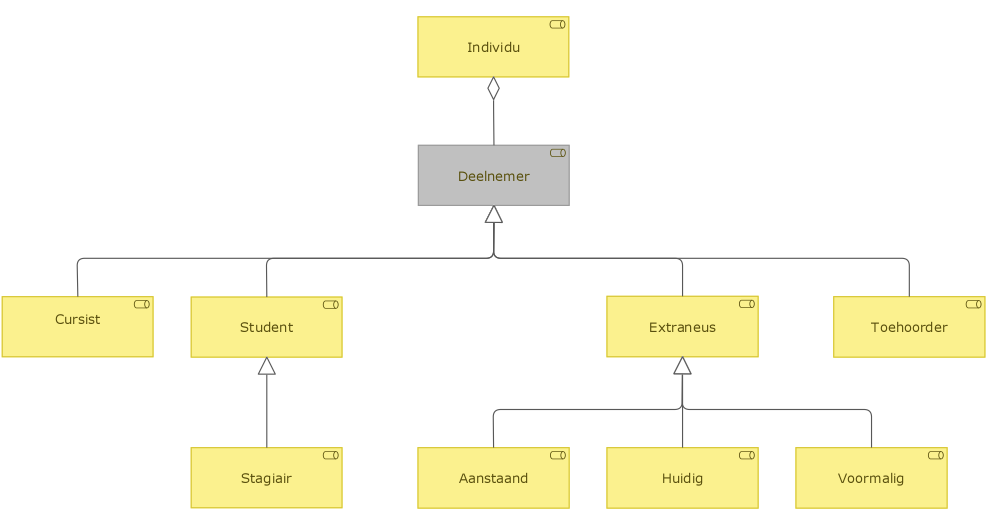 Individu
Deelnemer
Cursist
Student
Extraneus
Toehoorder
Stagiair
Aanstaand
Huidig
Voormalig